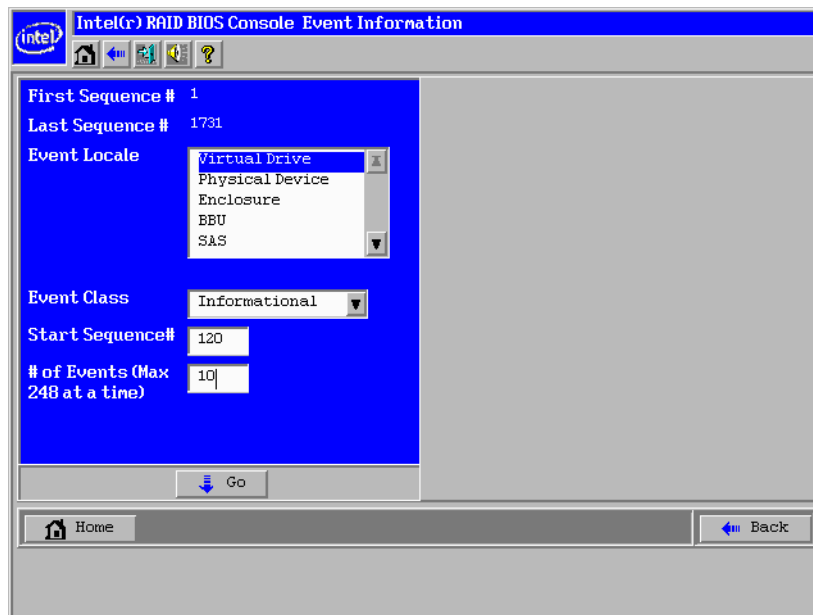 Intel(r) RAID BIOS Console Event Information
intel
?
First Sequence # 1
Last Sequence # 1731
Event Locale
Virtual Drive
Physical Device
Enclosure
BBU
SAS
Event Class Informational
Start Sequence# 120
# of Events (Max
248 at a time) 10
Go
Home
Back